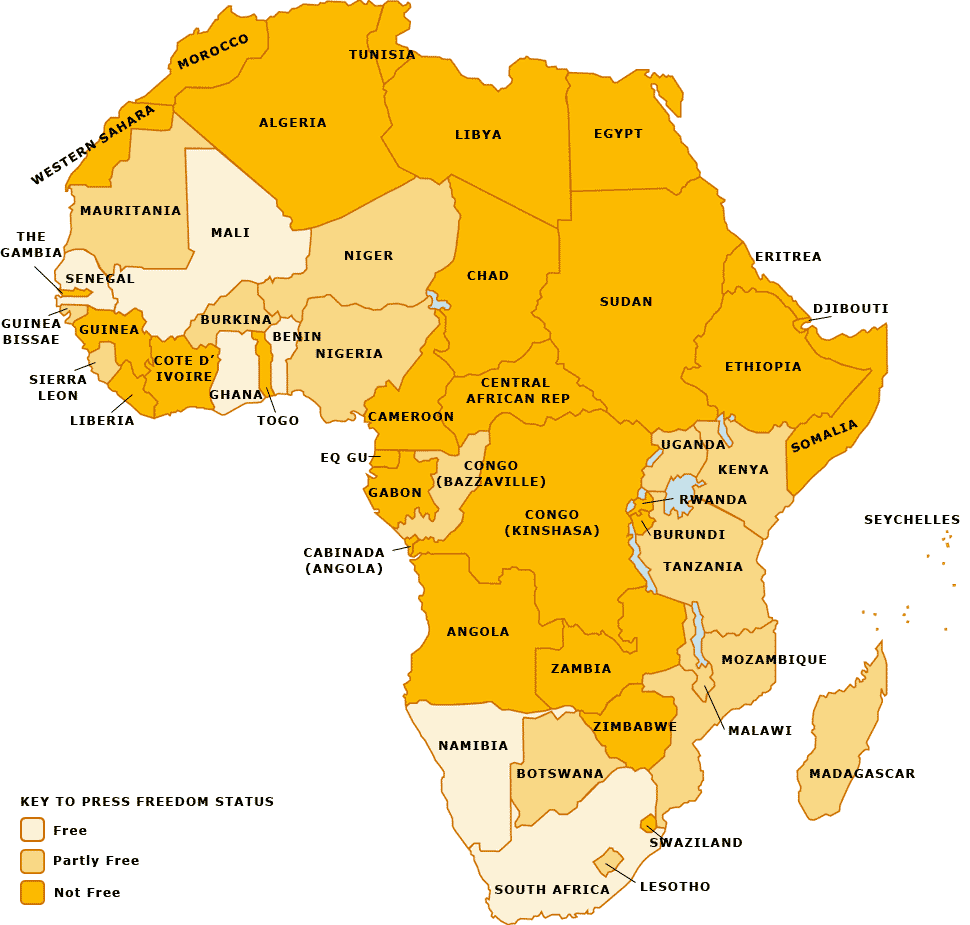 MOROCCO
TUNISIA
ALGERIA
LIBYA
EGYPT
WESTERN SAHARA
MAURITANIA
MALI
THE
GAMBIA
SENEGAL
NIGER
CHAD
SUDAN
ERITREA
DJIBOUTI
GUINEA
BISSAE
GUINEA
BURKINA
BENIN
NIGERIA
COTE D’
IVOIRE
ETHIOPIA
SIERRA
LEON
GHANA
TOGO
LIBERIA
CENTRAL
AFRICAN REP
CAMEROON
SOMALIA
EQ GU
UGANDA
KENYA
CONGO
(BAZZAVILLE)
GABON
RWANDA
CONGO
(KINSHASA)
BURUNDI
SEYCHELLES
CABINADA
(ANGOLA)
TANZANIA
ANGOLA
ZAMBIA
MOZAMBIQUE
MALAWI
ZIMBABWE
NAMIBIA
BOTSWANA
MADAGASCAR
SWAZILAND
LESOTHO
SOUTH AFRICA
KEY TO PRESS FREEDOM STATUS
Free
Partly Free
Not Free